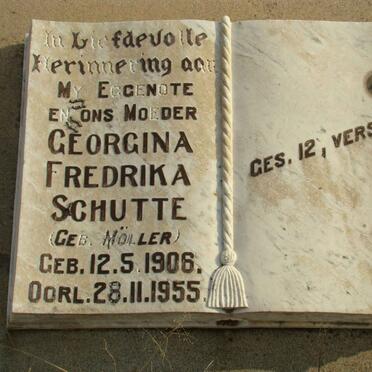 In Liefdevolle
Herinnering aan
My Eggenote
en ons Moeder
Georgina
Fredrika
Schutte
(Geb. Möller)
Geb. 12.5.1906.
Oorl. 28.11.1955.
Ges. 12, vers